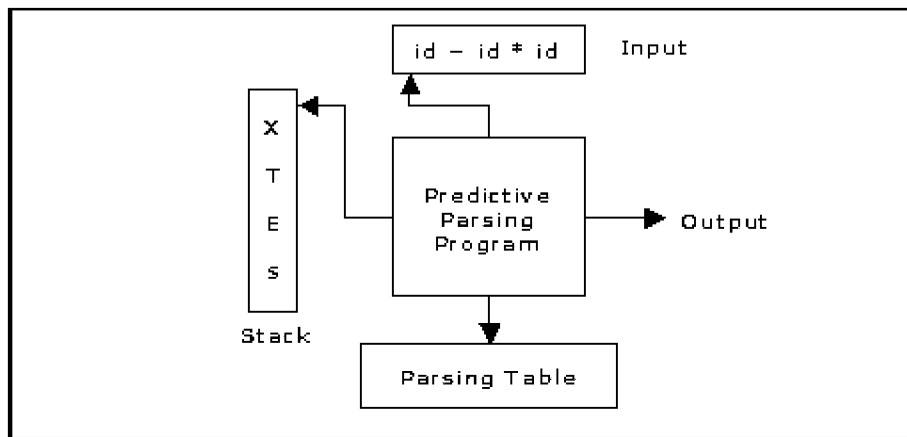 id - id * id
Input
X
T
E
s
Stack
Predictive
Parsing
Program
Output
Parsing Table